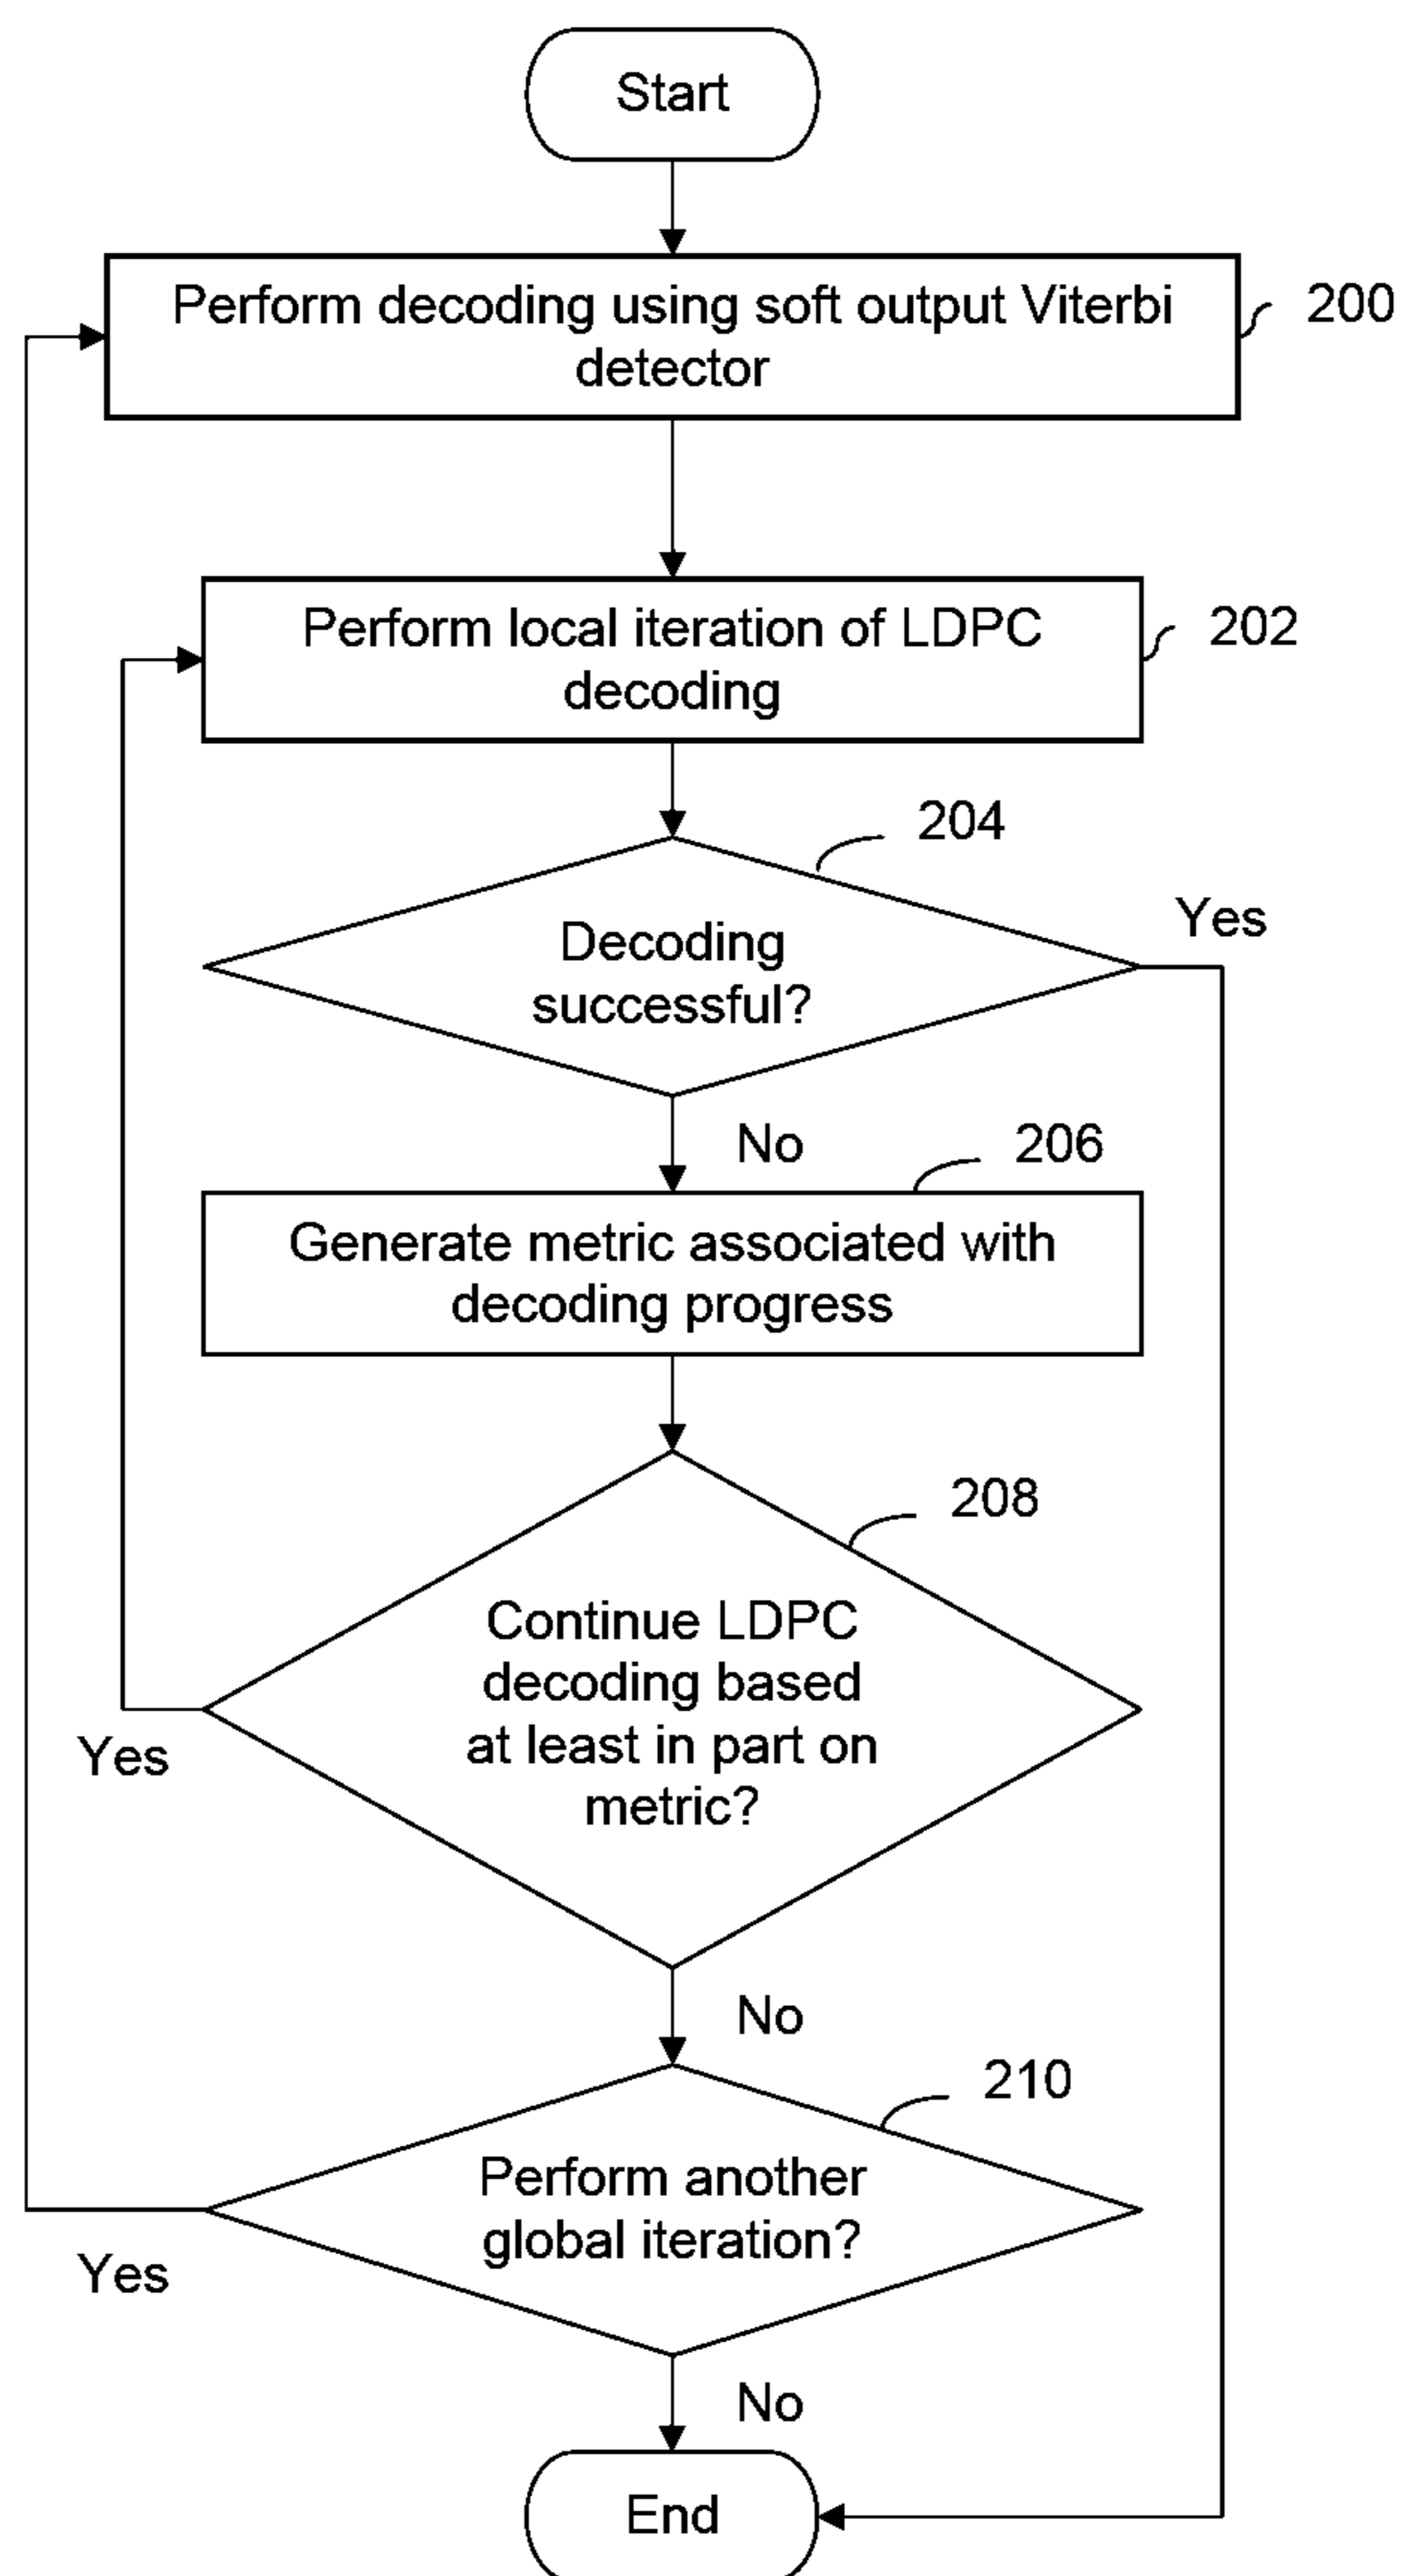 Start
Perform decoding using soft output Viterbi
detector
200
Perform local iteration of LDPC
decoding
202
204
Decoding
successful?
Yes
No
206
Generate metric associated with
decoding progress
208
Continue LDPC
decoding based
at least in part on
metric?
Yes
No
210
Perform another
global iteration?
Yes
No
End